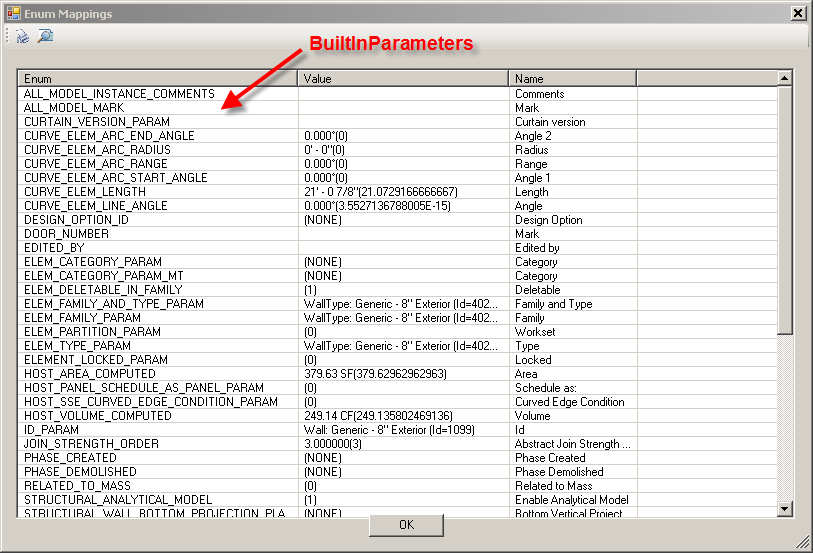 Enum Mappings
BuiltInParameters
Enum Value Name
ALL_MODEL_INSTANCE_COMMENTS Comments
ALL_MODEL_MARK Mark
CURTAIN_VERSION_PARAM Curtain version
CURVE_ELEM_ARC_END_ANGLE 0.000°(0) Angle 2
CURVE_ELEM_ARC_RADIUS 0' - 0"(0) Radius
CURVE_ELEM_ARC_RANGE 0.000°(0) Range
CURVE_ELEM_ARC_START_ANGLE 0.000°(0) Angle 1
CURVE_ELEM_LENGTH 21' - 0 7/8"(21.0729166666667) Length
CURVE_ELEM_LINE_ANGLE 0.000°(3.5527136788005E-15) Angle
DESIGN_OPTION_ID (NONE) Design Option
DOOR_NUMBER Mark
EDITED_BY Edited by
ELEM_CATEGORY_PARAM (NONE) Category
ELEM_CATEGORY_PARAM_MT (NONE) Category
ELEM_DELETABLE_IN_FAMILY (1) Deletable
ELEM_FAMILY_AND_TYPE_PARAM WallType: Generic - 8" Exterior (Id=402... Family and Type
ELEM_FAMILY_PARAM WallType: Generic - 8" Exterior (Id=402... Family
ELEM_PARTITION_PARAM (0) Workset
ELEM_TYPE_PARAM WallType: Generic - 8" Exterior (Id=402... Type
ELEMENT_LOCKED_PARAM (0) Locked
HOST_AREA_COMPUTED 379.63 SF(379.62962962963) Area
HOST_PANEL_SCHEDULE_AS_PANEL_PARAM (0) Schedule as:
HOST_SSE_CURVED_EDGE_CONDITION_PARAM (0) Curved Edge Condition
HOST_VOLUME_COMPUTED 249.14 CF(249.135802469136) Volume
ID_PARAM Wall: Generic - 8" Exterior (Id=1099) Id
JOIN_STRENGTH_ORDER 3.000000(3) Abstract Join Strength ...
PHASE_CREATED (NONE) Phase Created
PHASE_DEMOLISHED (NONE) Phase Demolished
RELATED_TO_MASS (0) Related to Mass
STRUCTURAL_ANALYTICAL_MODEL (1) Enable Analytical Model
STRUCTURAL_WALL_BOTTOM_PROJECTION_PLA... (0) Bottom Vertical Project...
OK